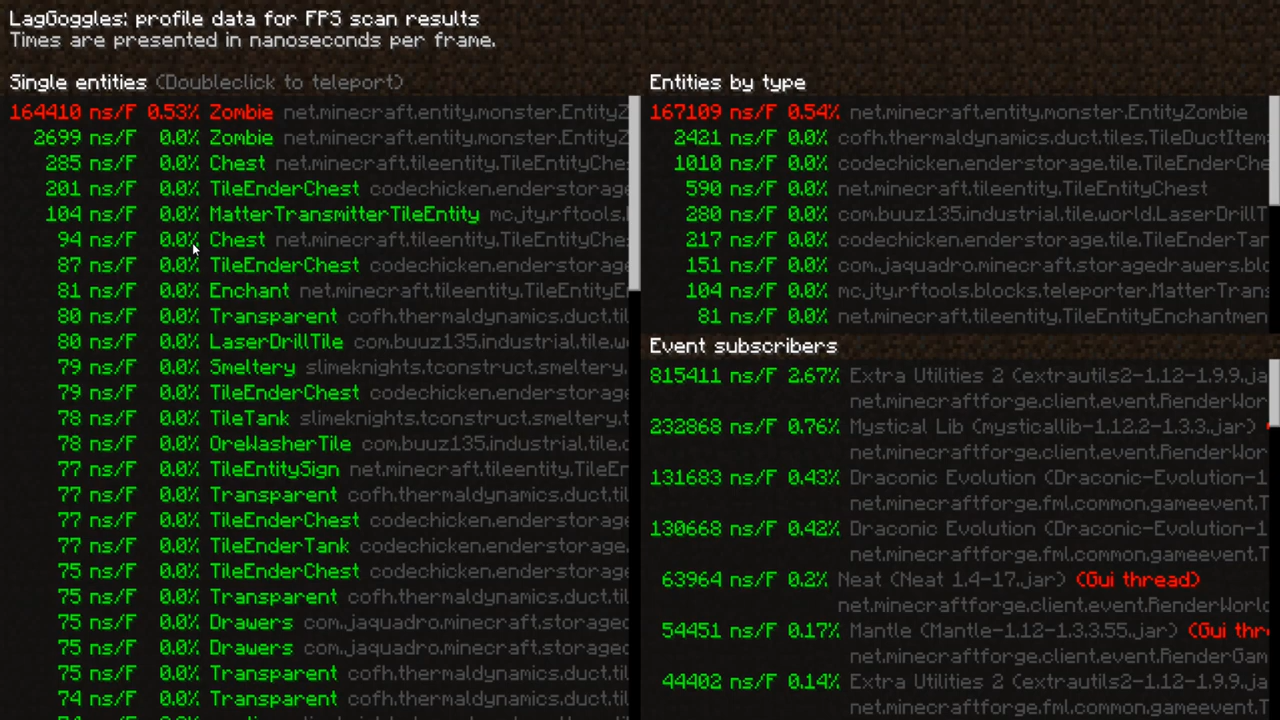 LagGoggles: profile data for FPS scan results
Times are presented in nanoseconds per frame.
Single entities (Doubleclick to teleport)
164410 ns/F 0.53% Zombie net.minecraft.entity.monster.EntityZ
2699 ns/F 0.0% Zombie net.minecraft.entity.monster.EntityZ
285 ns/F 0.0% Chest net.minecraft.tileentity.TileEntityChe
201 ns/F 0.0% TileEnderChest codechicken.enderstorage
104 ns/F 0.0% MatterTransmitterTileEntity mc.jty.rftools.
94 ns/F 0.0% Chest net.minecraft.tileentity.TileEntityChe
87 ns/F 0.0% TileEnderChest codechicken.enderstorage
81 ns/F 0.0% Enchant net.minecraft.tileentity.TileEntityE
80 ns/F 0.0% Transparent cofh.thermaldynamics.duct.til
80 ns/F 0.0% LaserDrillTile com.buuz135.industrial.tile.w
79 ns/F 0.0% Smeltery slimeknights.tconstruct.smeltery.
79 ns/F 0.0% TileEnderChest codechicken.enderstorage
78 ns/F 0.0% TileTank slimeknights.tconstruct.smeltery.t
78 ns/F 0.0% OreWasherTile com.buuz135.industrial.tile.
77 ns/F 0.0% TileEntitySign net.minecraft.tileentity.TileEn
77 ns/F 0.0% Transparent cofh.thermaldynamics.duct.til
77 ns/F 0.0% TileEnderChest codechicken.enderstorage
77 ns/F 0.0% TileEnderTank codechicken.enderstorage.
75 ns/F 0.0% TileEnderChest codechicken.enderstorage
75 ns/F 0.0% Transparent cofh.thermaldynamics.duct.til
75 ns/F 0.0% Drawers com.jaquadro.minecraft.storaged
75 ns/F 0.0% Drawers com.jaquadro.minecraft.storaged
75 ns/F 0.0% Transparent cofh.thermaldynamics.duct.til
74 ns/F 0.0% Transparent cofh.thermaldynamics.duct.til
Entities by type
167109 ns/F 0.54% net.minecraft.entity.monster.EntityZombie
2421 ns/F 0.0% cofh.thermaldynamics.duct.tiles.TileDuctItem
1010 ns/F 0.0% codechicken.enderstorage.tile.TileEnderChe
590 ns/F 0.0% net.minecraft.tileentity.TileEntityChest
280 ns/F 0.0% com.buuz135.industrial.tile.world.LaserDrillT
217 ns/F 0.0% codechicken.enderstorage.tile.TileEnderTan
151 ns/F 0.0% com.jaquadro.minecraft.storagedrawers.blo
104 ns/F 0.0% mc.jty.rftools.blocks.teleporter.MatterTrans
81 ns/F 0.0% net.minecraft.tileentity.TileEntityEnchantmen
Event subscribers
815411 ns/F 2.67% Extra Utilities 2 (extrautils2-1.12-1.9.9.ja
net.minecraftforge.client.event.RenderWor
232868 ns/F 0.76% Mystical Lib (mysticallib-1.12.2-1.3.3.jar)
net.minecraftforge.client.event.RenderWor
131683 ns/F 0.43% Draconic Evolution (Draconic-Evolution-1
net.minecraftforge.fml.common.gameevent.T
130668 ns/F 0.42% Draconic Evolution (Draconic-Evolution-1
net.minecraftforge.fml.common.gameevent.T
63964 ns/F 0.2% Neat (Neat 1.4-17.jar) (Gui thread)
net.minecraftforge.client.event.RenderWorld
54451 ns/F 0.17% Mantle (Mantle-1.12-1.3.3.55.jar) (Gui thre
net.minecraftforge.client.event.RenderGam
44402 ns/F 0.14% Extra Utilities 2 (extrautils2-1.12-1.9.9.ja
net.minecraftforge.fml.common.gameevent.T